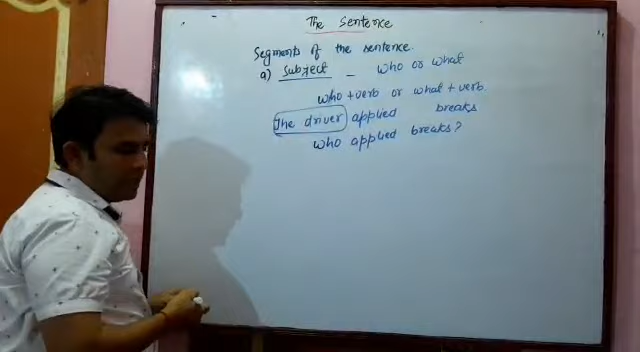 The Sentence
Segments of the sentence.
a) Subject – who or what
who + verb or what + verb.
The driver applied breaks
who applied breaks?